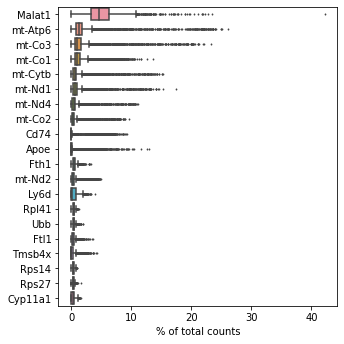 Malat1
mt-Atp6
mt-Co3
mt-Co1
mt-Cytb
mt-Nd1
mt-Nd4
mt-Co2
Cd74
Apoe
Fth1
mt-Nd2
Ly6d
Rpl41
Ubb
Ftl1
Tmsb4x
Rps14
Rps27
Cyp11a1
0 10 20 30 40
% of total counts